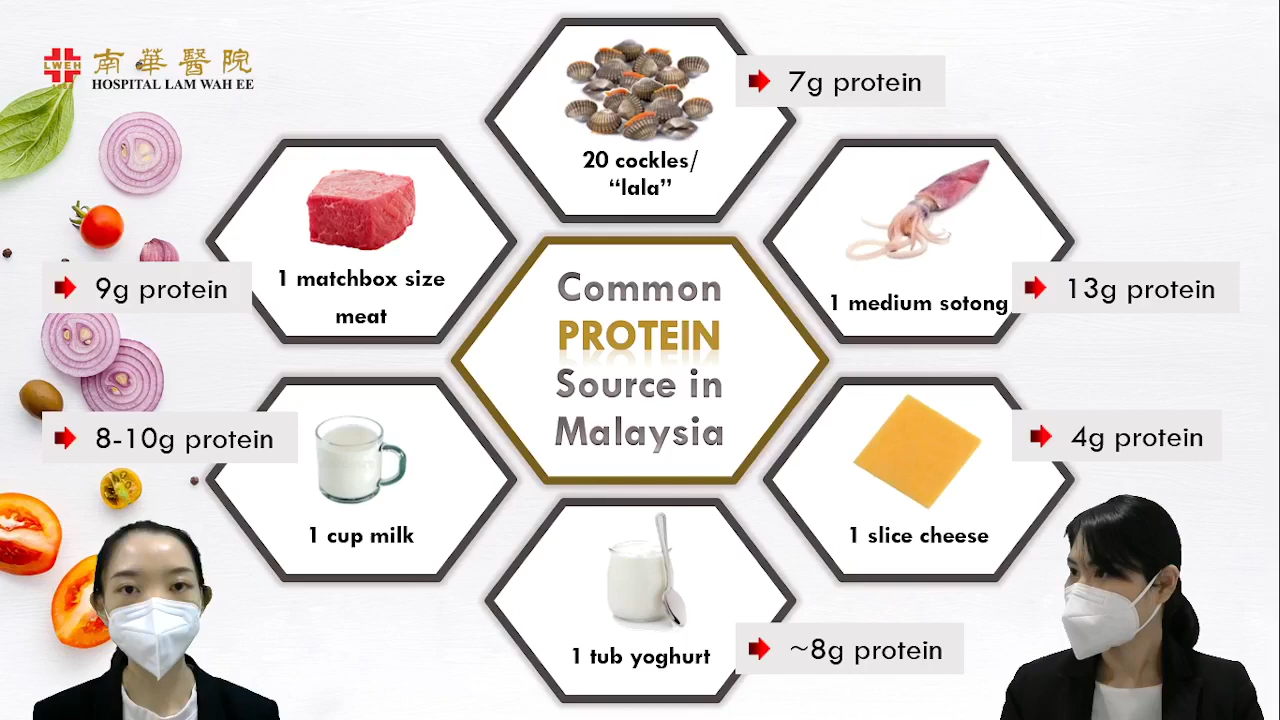 LWEH
南華醫院
HOSPITAL LAM WAH EE
7g protein
20 cockles/
“lala”
1 matchbox size
meat
9g protein
1 medium sotong
13g protein
Common
PROTEIN
Source in
Malaysia
8-10g protein
1 cup milk
4g protein
1 slice cheese
1 tub yoghurt
~8g protein